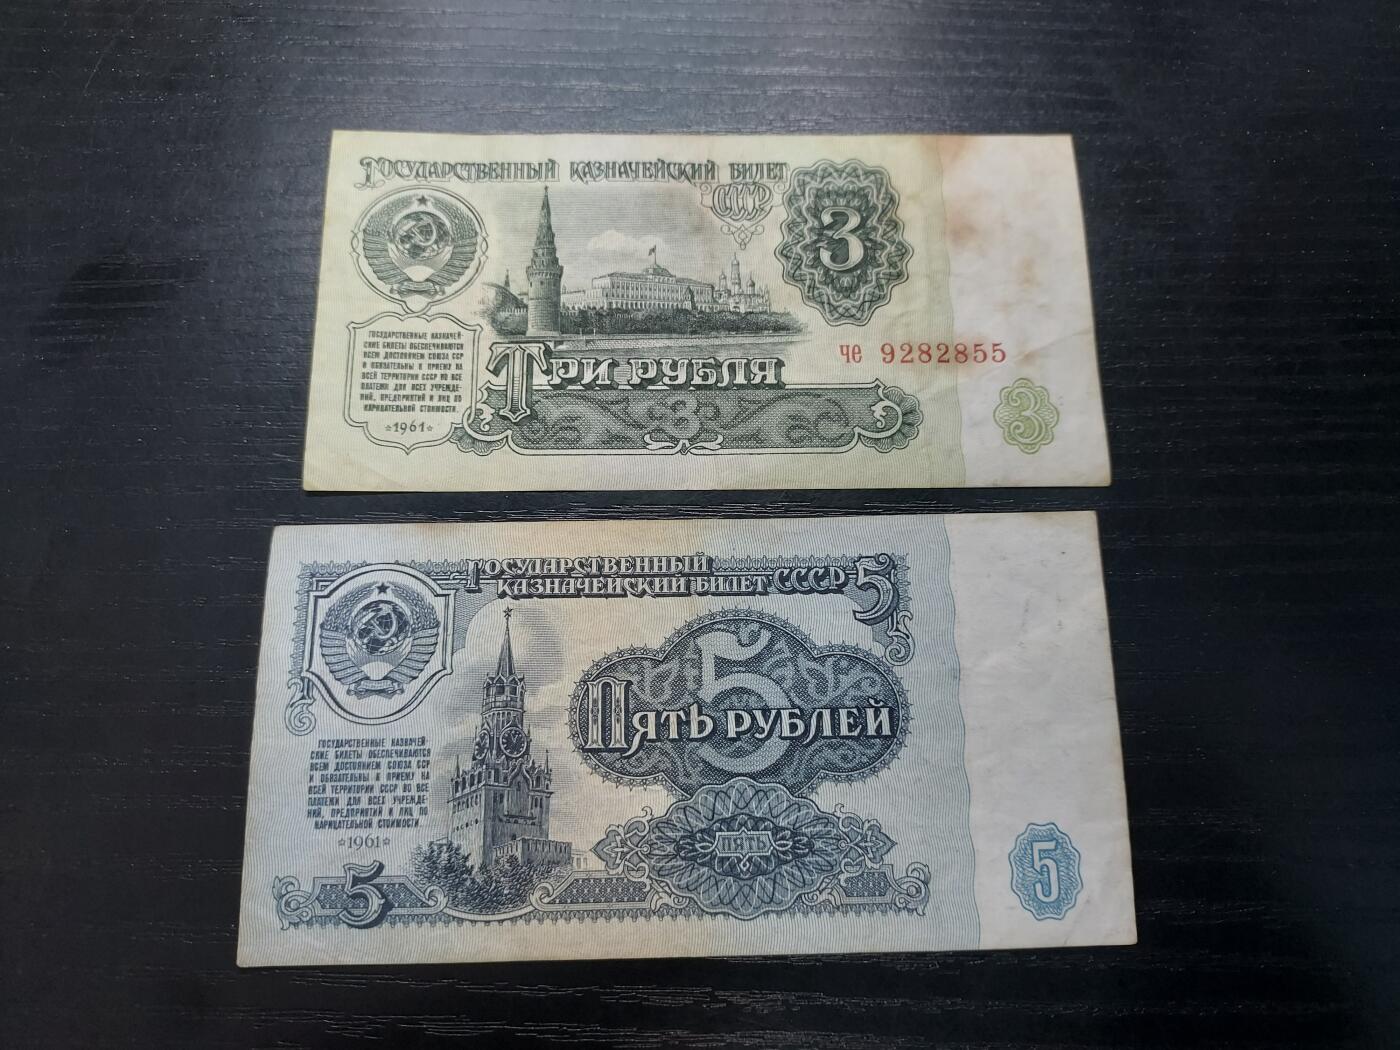 Государственный казначейский билет
СССР
3
ГОСУДАРСТВЕННЫЕ КАЗНАЧЕЙ-
СКИЕ БИЛЕТЫ ОБЕСПЕЧИВАЮТСЯ
ВСЕМ ДОСТОЯНИЕМ СОЮЗА ССР
И ОБЯЗАТЕЛЬНЫ К ПРИЕМУ НА
ВСЕЙ ТЕРРИТОРИИ СССР ВО ВСЕ
ПЛАТЕЖИ ДЛЯ ВСЕХ УЧРЕЖДЕ-
НИЙ, ПРЕДПРИЯТИЙ И ЛИЦ ПО
НАРИЦАТЕЛЬНОЙ СТОИМОСТИ.
☆1961☆
че 9282855
Три рубля
3
3
Государственный
казначейский билет СССР 5
5
Пять рублей
ГОСУДАРСТВЕННЫЕ КАЗНАЧЕЙ-
СКИЕ БИЛЕТЫ ОБЕСПЕЧИВАЮТСЯ
ВСЕМ ДОСТОЯНИЕМ СОЮЗА ССР
И ОБЯЗАТЕЛЬНЫ К ПРИЕМУ НА
ВСЕЙ ТЕРРИТОРИИ СССР ВО ВСЕ
ПЛАТЕЖИ ДЛЯ ВСЕХ УЧРЕЖДЕ-
НИЙ, ПРЕДПРИЯТИЙ И ЛИЦ ПО
НАРИЦАТЕЛЬНОЙ СТОИМОСТИ.
☆1961☆
ПЯТЬ
5
5